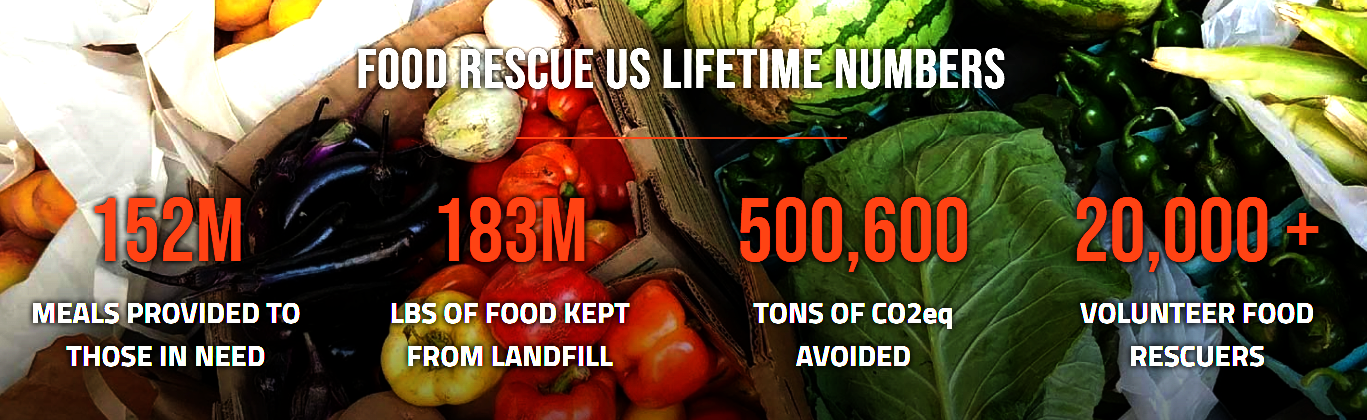 FOOD RESCUE US LIFETIME NUMBERS
152M
183M
500,600
20,000 +
MEALS PROVIDED TO
THOSE IN NEED
LBS OF FOOD KEPT
FROM LANDFILL
TONS OF CO2eq
AVOIDED
VOLUNTEER FOOD
RESCUERS